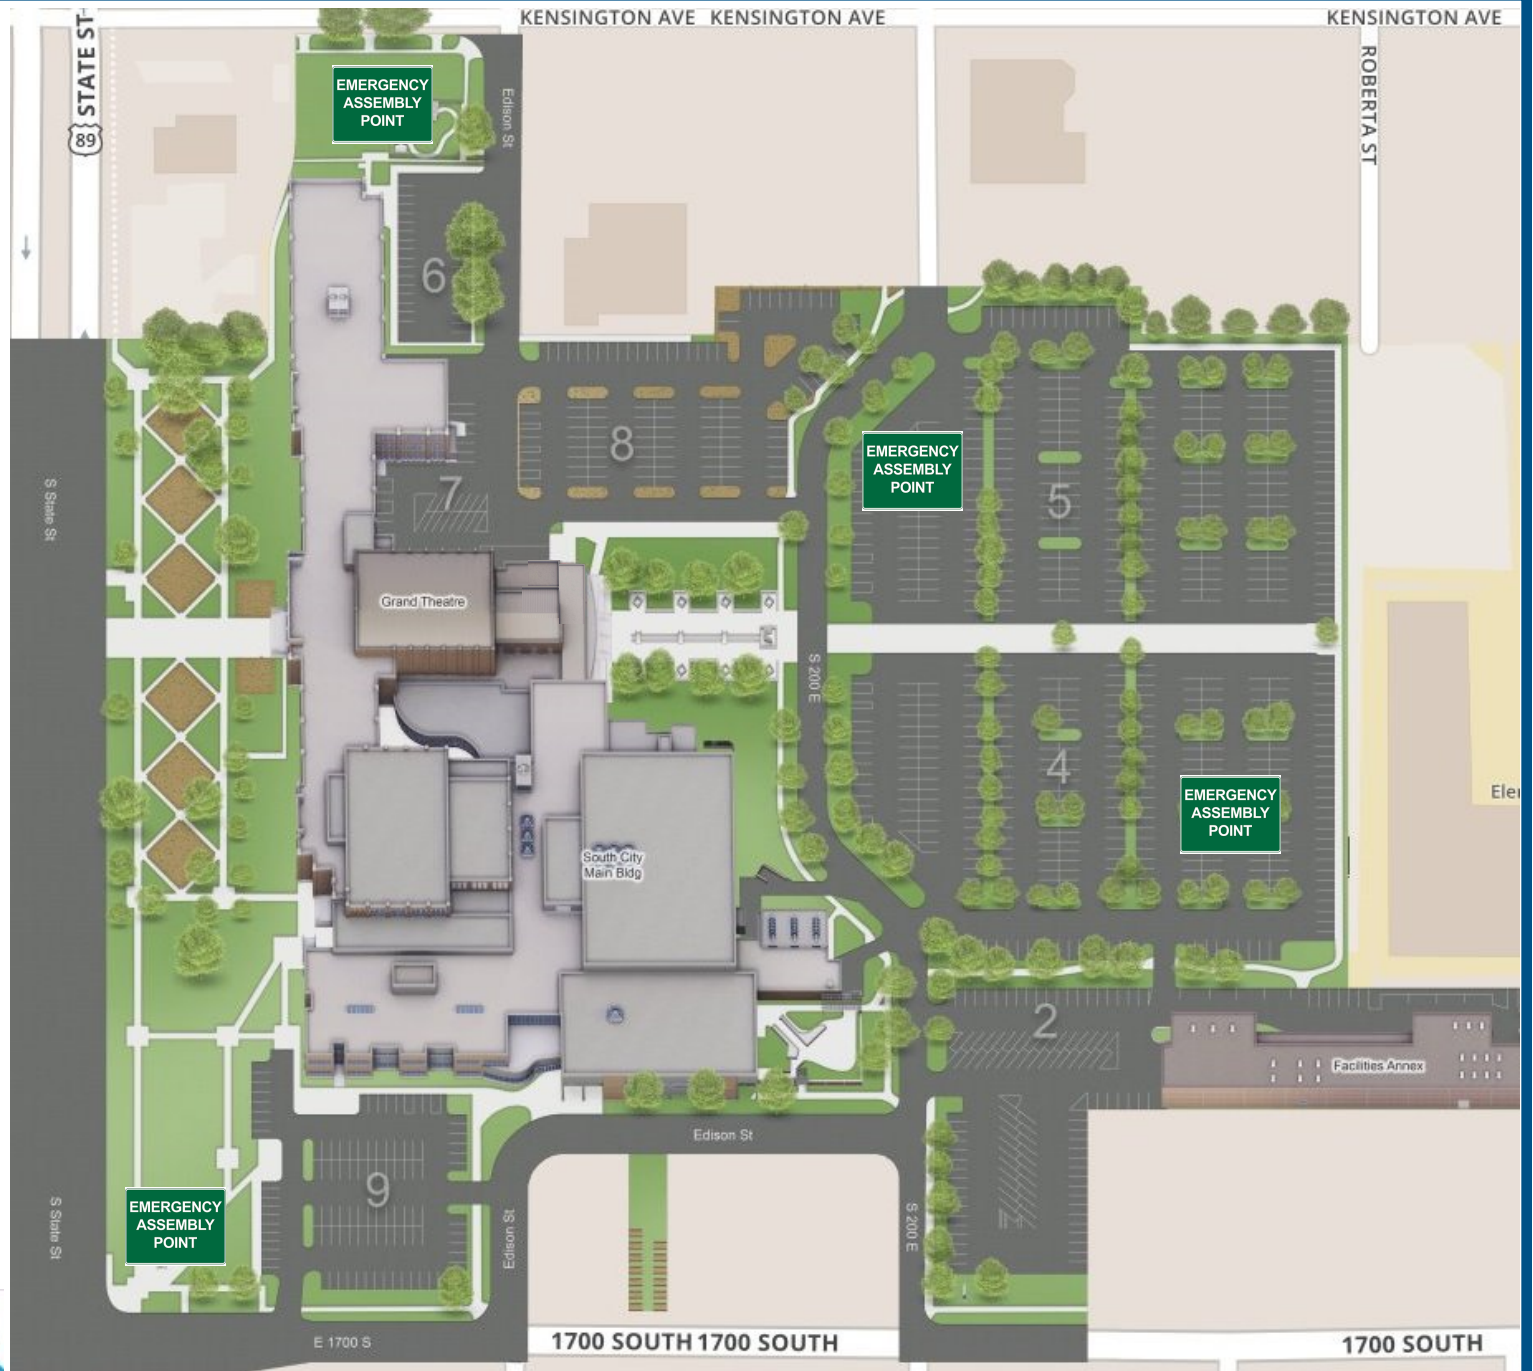 KENSINGTON AVE
KENSINGTON AVE
KENSINGTON AVE
STATE ST
89
ROBERTA ST
EMERGENCY
ASSEMBLY
POINT
Edison St
6
8
7
5
EMERGENCY
ASSEMBLY
POINT
S State St
Grand Theatre
S 200 E
4
EMERGENCY
ASSEMBLY
POINT
Eler
South City
Main Bldg
2
Facilities Annex
Edison St
9
EMERGENCY
ASSEMBLY
POINT
S State St
Edison St
S 200 E
E 1700 S
1700 SOUTH
1700 SOUTH
1700 SOUTH